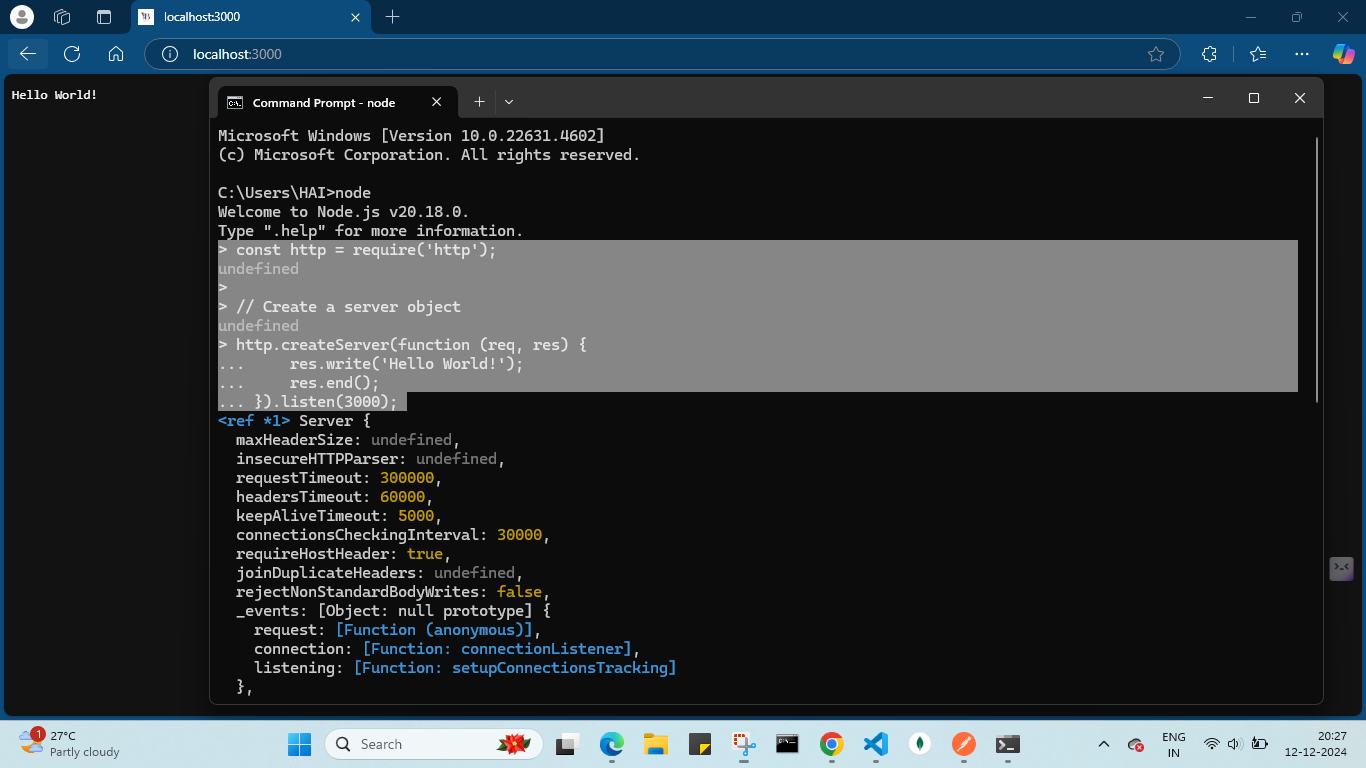 localhost:3000
localhost:3000
Hello World!
Command Prompt - node
Microsoft Windows [Version 10.0.22631.4602]
(c) Microsoft Corporation. All rights reserved.
C:\Users\HAI>node
Welcome to Node.js v20.18.0.
Type ".help" for more information.
> const http = require('http');
undefined
>
> // Create a server object
undefined
> http.createServer(function (req, res) {
...     res.write('Hello World!');
...     res.end();
... }).listen(3000);
<ref *1> Server {
  maxHeaderSize: undefined,
  insecureHTTPParser: undefined,
  requestTimeout: 300000,
  headersTimeout: 60000,
  keepAliveTimeout: 5000,
  connectionsCheckingInterval: 30000,
  requireHostHeader: true,
  joinDuplicateHeaders: undefined,
  rejectNonStandardBodyWrites: false,
  _events: [Object: null prototype] {
    request: [Function (anonymous)],
    connection: [Function: connectionListener],
    listening: [Function: setupConnectionsTracking]
  },
1
27°C
Partly cloudy
Search
ENG
IN
20:27
12-12-2024